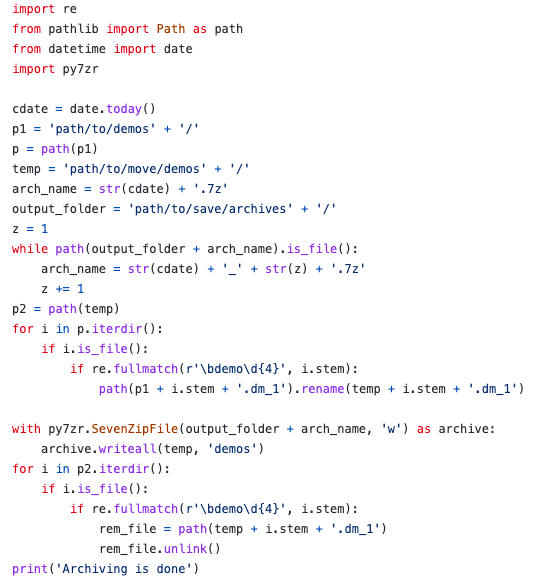 import re
from pathlib import Path as path
from datetime import date
import py7zr

cdate = date.today()
p1 = 'path/to/demos' + '/'
p = path(p1)
temp = 'path/to/move/demos' + '/'
arch_name = str(cdate) + '.7z'
output_folder = 'path/to/save/archives' + '/'
z = 1
while path(output_folder + arch_name).is_file():
    arch_name = str(cdate) + '_' + str(z) + '.7z'
    z += 1
p2 = path(temp)
for i in p.iterdir():
    if i.is_file():
        if re.fullmatch(r'\bdemo\d{4}', i.stem):
            path(p1 + i.stem + '.dm_1').rename(temp + i.stem + '.dm_1')

with py7zr.SevenZipFile(output_folder + arch_name, 'w') as archive:
    archive.writeall(temp, 'demos')
for i in p2.iterdir():
    if i.is_file():
        if re.fullmatch(r'\bdemo\d{4}', i.stem):
            rem_file = path(temp + i.stem + '.dm_1')
            rem_file.unlink()
print('Archiving is done')